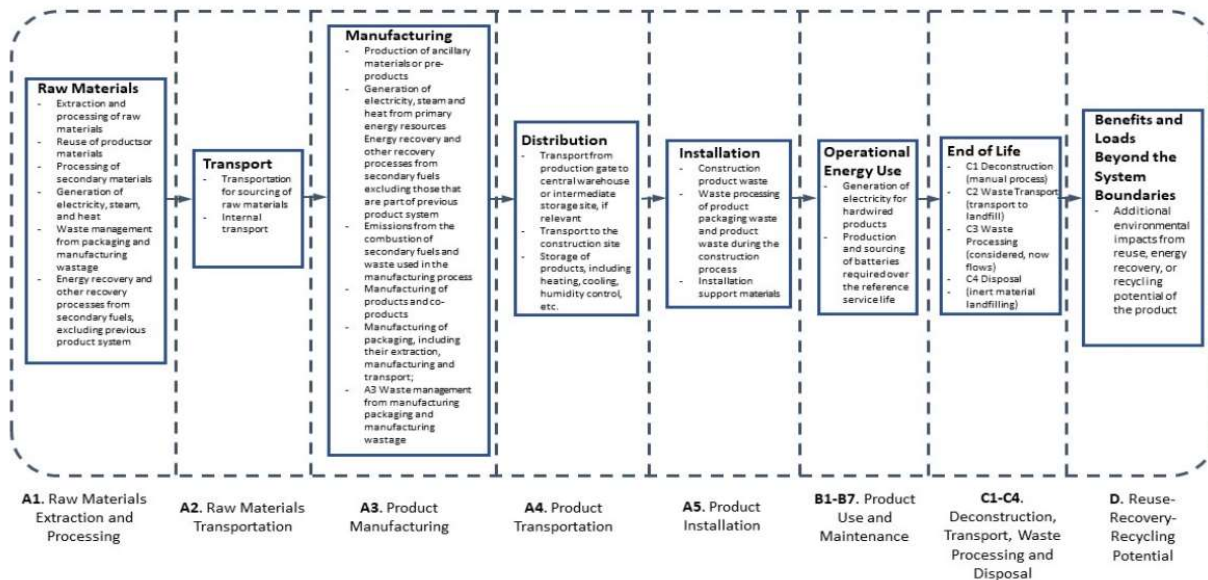 Raw Materials
- Extraction and
processing of raw
materials
- Reuse of productsor
materials
- Processing of
secondary materials
- Generation of
electricity, steam,
and heat
- Waste management
from packaging and
manufacturing
wastage
- Energy recovery and
other recovery
processes from
secondary fuels,
excluding previous
product system
Transport
- Transportation
for sourcing of
raw materials
- Internal
transport
Manufacturing
- Production of ancillary
materials or pre-
products
- Generation of
electricity, steam and
heat from primary
energy resources
Energy recovery and
other recovery
processes from
secondary fuels
excluding those that
are part of previous
product system
- Emissions from the
combustion of
secondary fuels and
waste used in the
manufacturing process
- Manufacturing of
products and co-
products
- Manufacturing of
packaging, including
their extraction,
manufacturing and
transport;
- A3 Waste management
from manufacturing
packaging and
manufacturing
wastage
Distribution
- Transport from
production gate to
central warehouse
or intermediate
storage site, if
relevant
- Transport to the
construction site
- Storage of
products, including
heating, cooling,
humidity control,
etc.
Installation
- Construction
product waste
- Waste processing
of product
packaging waste
and product
waste during the
construction
process
- Installation
support materials
Operational
Energy Use
- Generation of
electricity for
hardwired
products
- Production
and sourcing
of batteries
required over
the reference
service life
End of Life
- C1 Deconstruction
(manual process)
- C2 Waste Transport
(transport to
landfill)
- C3 Waste
Processing
(considered, now
flows)
- C4 Disposal
- (inert material
landfilling)
Benefits and
Loads
Beyond the
System
Boundaries
- Additional
environmental
impacts from
reuse, energy
recovery, or
recycling
potential of
the product
A1. Raw Materials
Extraction and
Processing
A2. Raw Materials
Transportation
A3. Product
Manufacturing
A4. Product
Transportation
A5. Product
Installation
B1-B7. Product
Use and
Maintenance
C1-C4.
Deconstruction,
Transport, Waste
Processing and
Disposal
D. Reuse-
Recovery-
Recycling
Potential